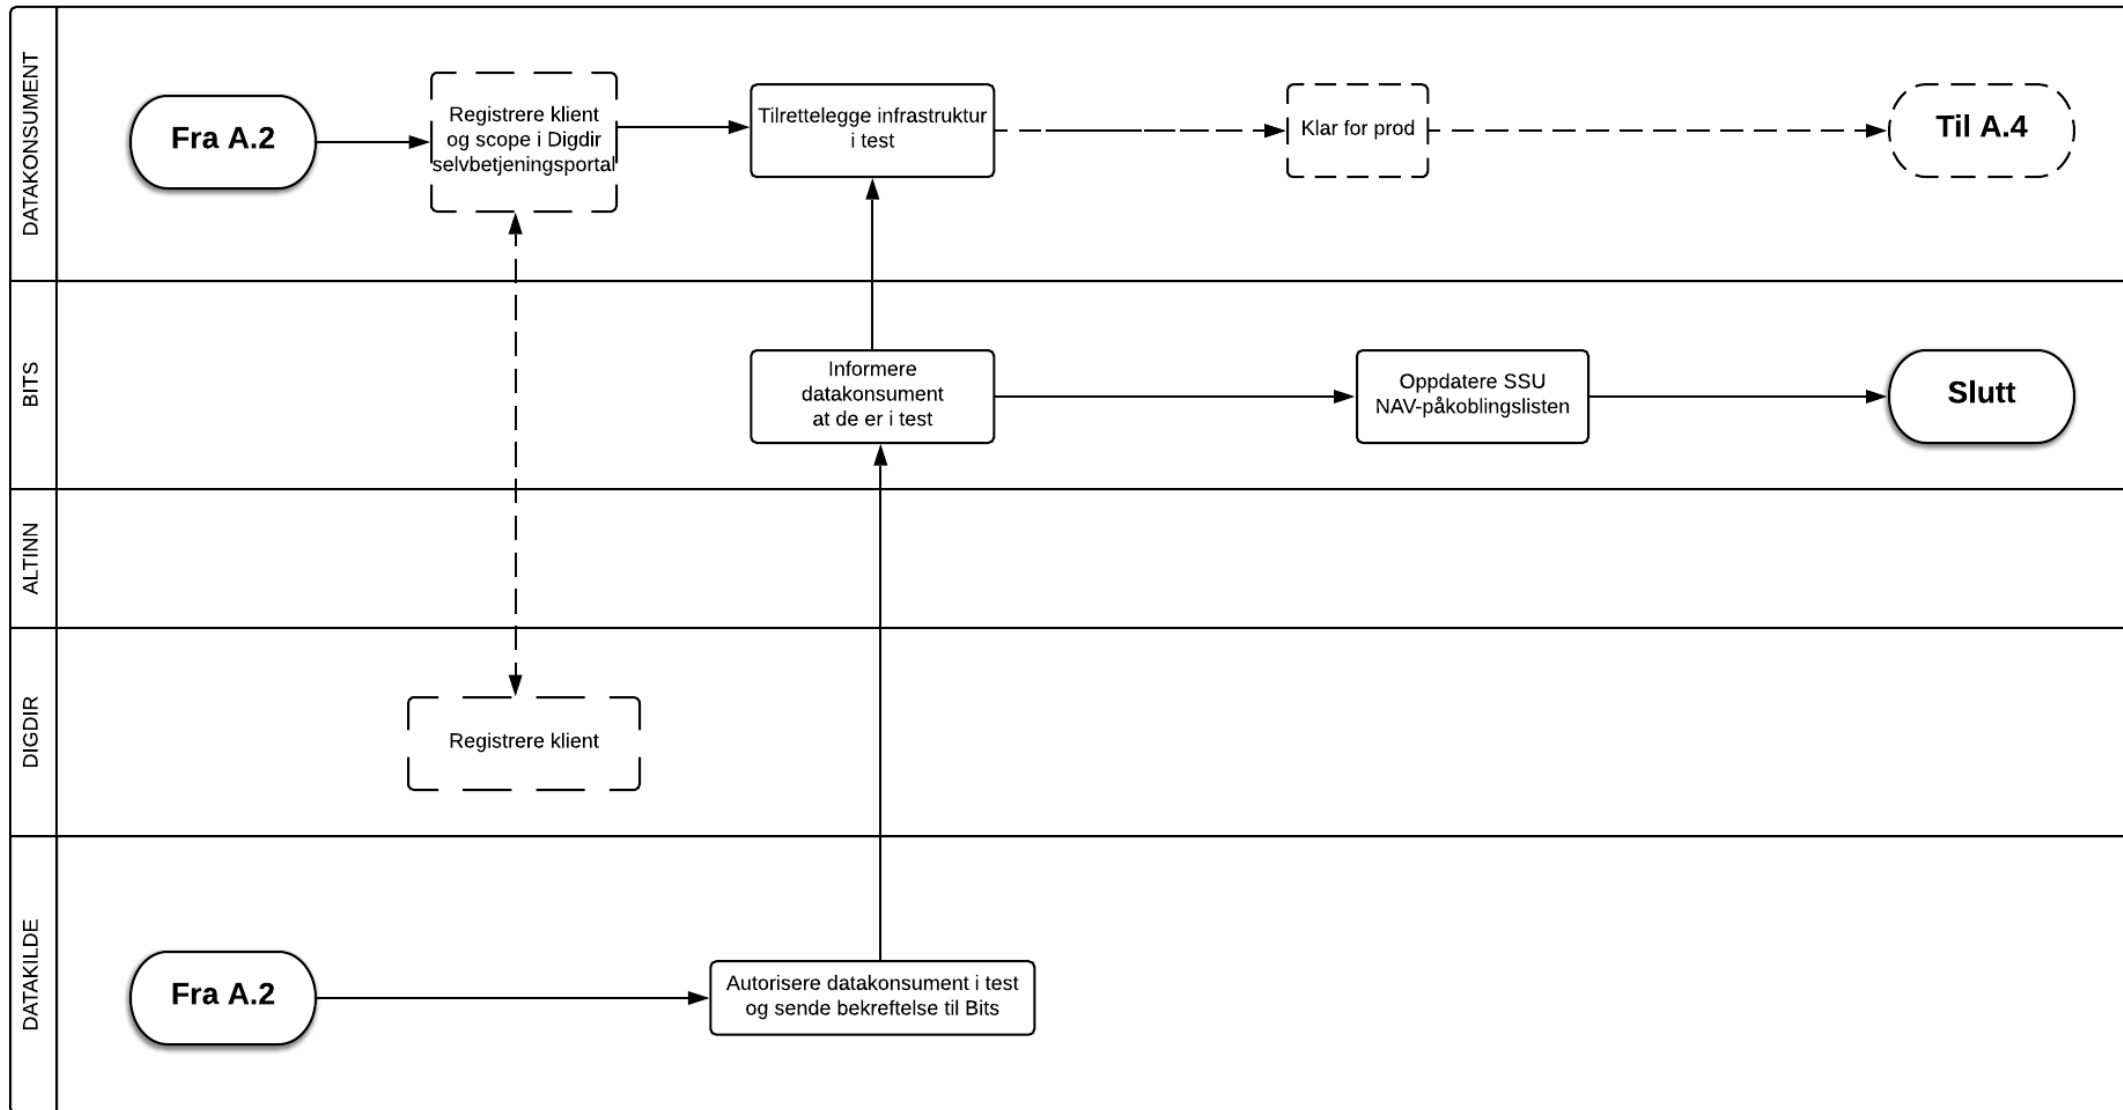 DATAKONSUMENT
Fra A.2
Registrere klient
og scope i Digdir
selvbetjeningsportal
Tilrettelegge infrastruktur
i test
Klar for prod
Til A.4
BITS
Informere
datakonsument
at de er i test
Oppdatere SSU
NAV-påkoblingslisten
Slutt
ALTINN
DIGDIR
Registrere klient
DATAKILDE
Fra A.2
Autorisere datakonsument i test
og sende bekreftelse til Bits